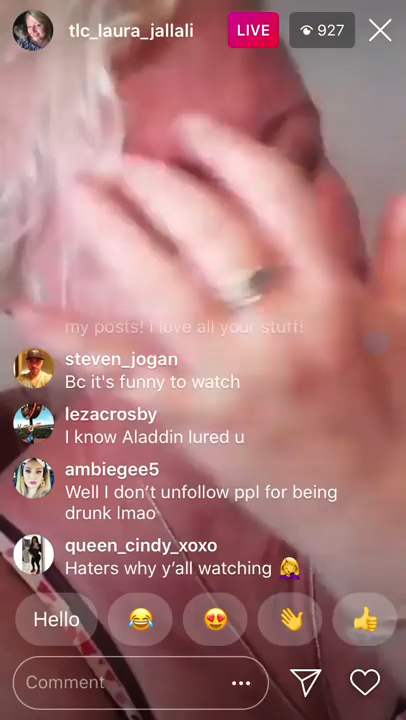 tlc_laura_jallali
LIVE
927
my posts! I love all your stuff!
steven_jogan
Bc it's funny to watch
lezacrosby
I know Aladdin lured u
ambiegee5
Well I don't unfollow ppl for being
drunk lmao
queen_cindy_xoxo
Haters why y'all watching 🤦‍♀️
Hello 😂 😍 👋 👍
Comment ...